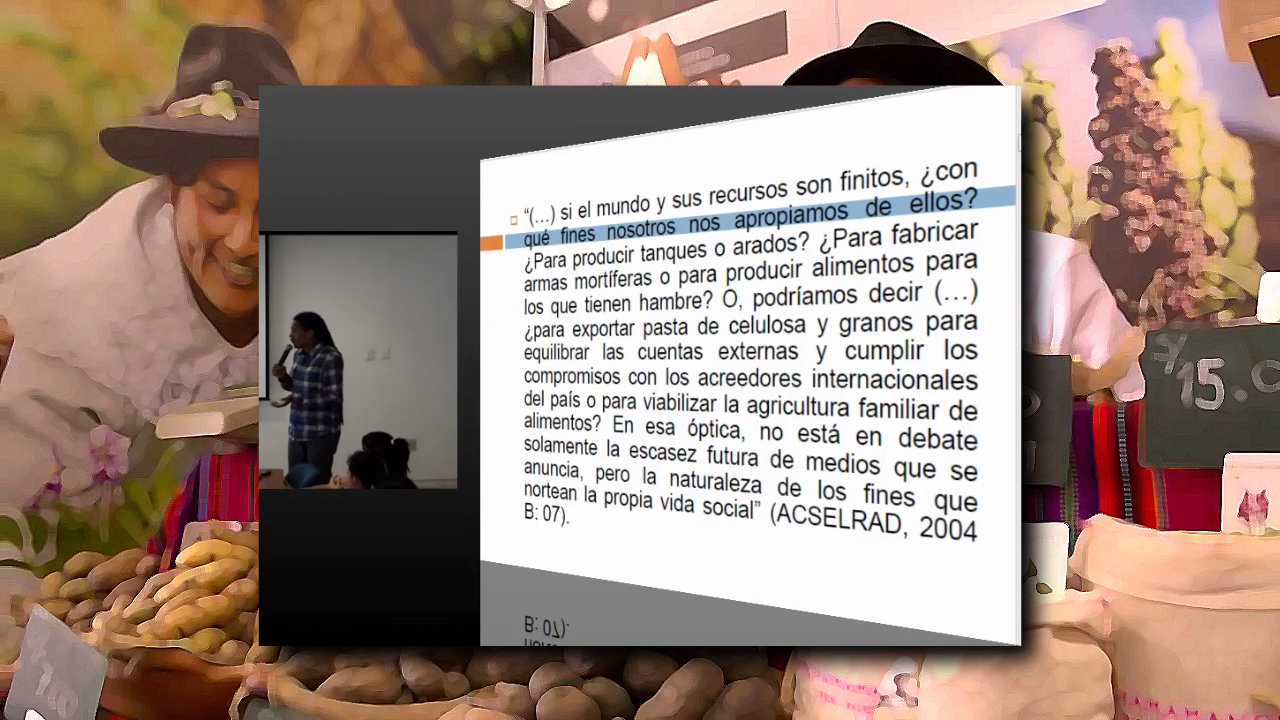 “(…) si el mundo y sus recursos son finitos, ¿con
qué fines nosotros nos apropiamos de ellos?
¿Para producir tanques o arados? ¿Para fabricar
armas mortíferas o para producir alimentos para
los que tienen hambre? O, podríamos decir (…)
¿para exportar pasta de celulosa y granos para
equilibrar las cuentas externas y cumplir los
compromisos con los acreedores internacionales
del país o para viabilizar la agricultura familiar de
alimentos? En esa óptica, no está en debate
solamente la escasez futura de medios que se
anuncia, pero la naturaleza de los fines que
nortean la propia vida social” (ACSELRAD, 2004
B: 07).
B: 07).
S/ 15.0